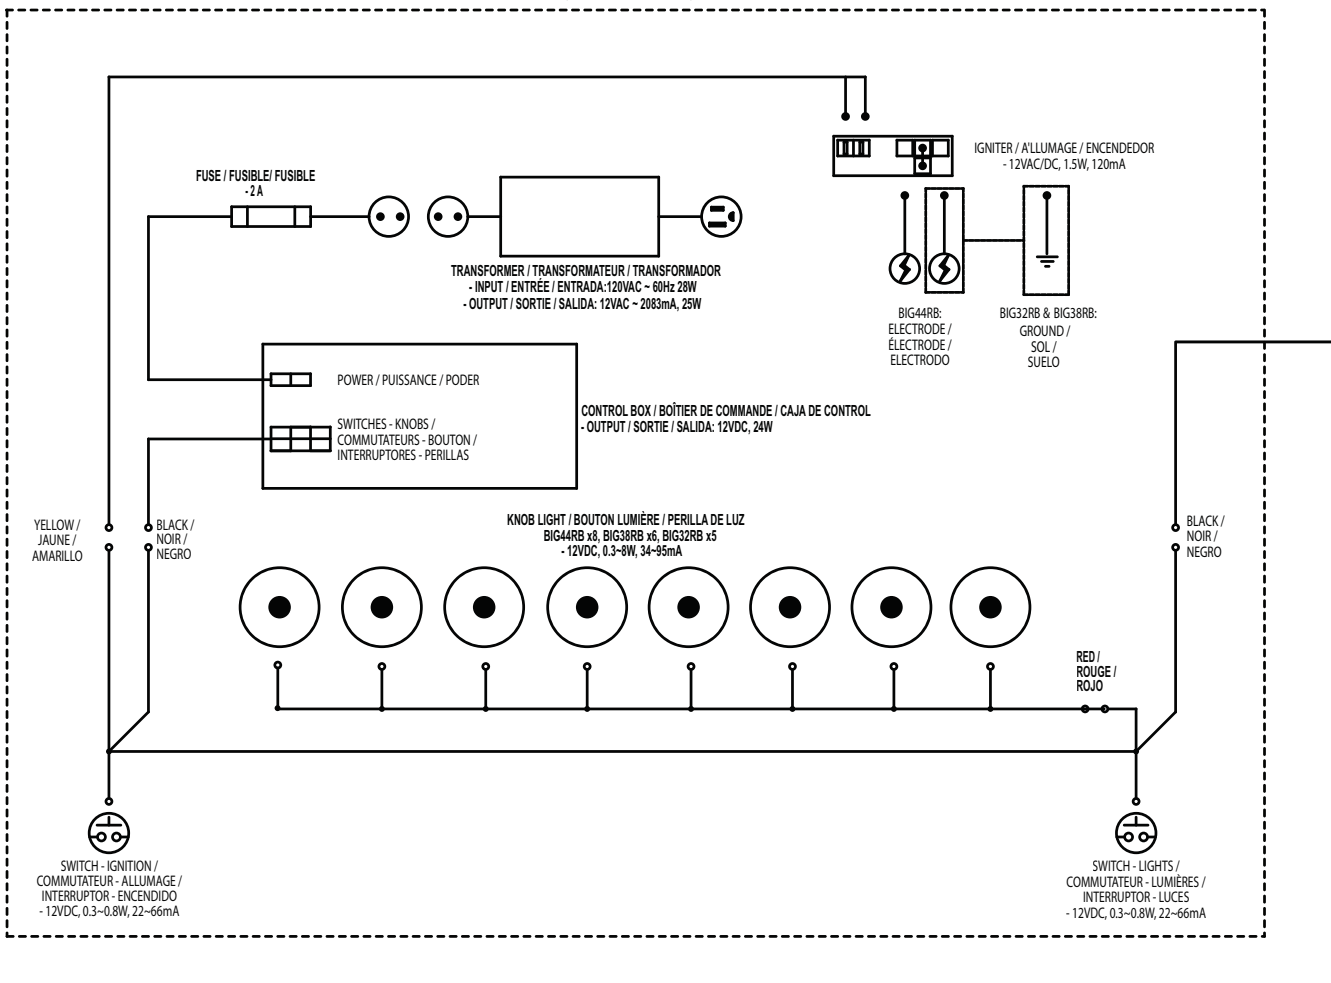 IGNITER / A'LLUMAGE / ENCENDEDOR
- 12VAC/DC, 1.5W, 120mA
FUSE / FUSIBLE/ FUSIBLE
- 2 A
TRANSFORMER / TRANSFORMATEUR / TRANSFORMADOR
- INPUT / ENTRÉE / ENTRADA:120VAC ~ 60Hz 28W
- OUTPUT / SORTIE / SALIDA: 12VAC ~ 2083mA, 25W
BIG44RB:
ELECTRODE /
ÉLECTRODE /
ELECTRODO
BIG32RB & BIG38RB:
GROUND /
SOL /
SUELO
POWER / PUISSANCE / PODER
SWITCHES - KNOBS /
COMMUTATEURS - BOUTON /
INTERRUPTORES - PERILLAS
CONTROL BOX / BOÎTIER DE COMMANDE / CAJA DE CONTROL
- OUTPUT / SORTIE / SALIDA: 12VDC, 24W
YELLOW /
JAUNE /
AMARILLO
BLACK /
NOIR /
NEGRO
KNOB LIGHT / BOUTON LUMIÈRE / PERILLA DE LUZ
BIG44RB x8, BIG38RB x6, BIG32RB x5
- 12VDC, 0.3~8W, 34~95mA
BLACK /
NOIR /
NEGRO
RED /
ROUGE /
ROJO
SWITCH - IGNITION /
COMMUTATEUR - ALLUMAGE /
INTERRUPTOR - ENCENDIDO
- 12VDC, 0.3~0.8W, 22~66mA
SWITCH - LIGHTS /
COMMUTATEUR - LUMIÈRES /
INTERRUPTOR - LUCES
- 12VDC, 0.3~0.8W, 22~66mA